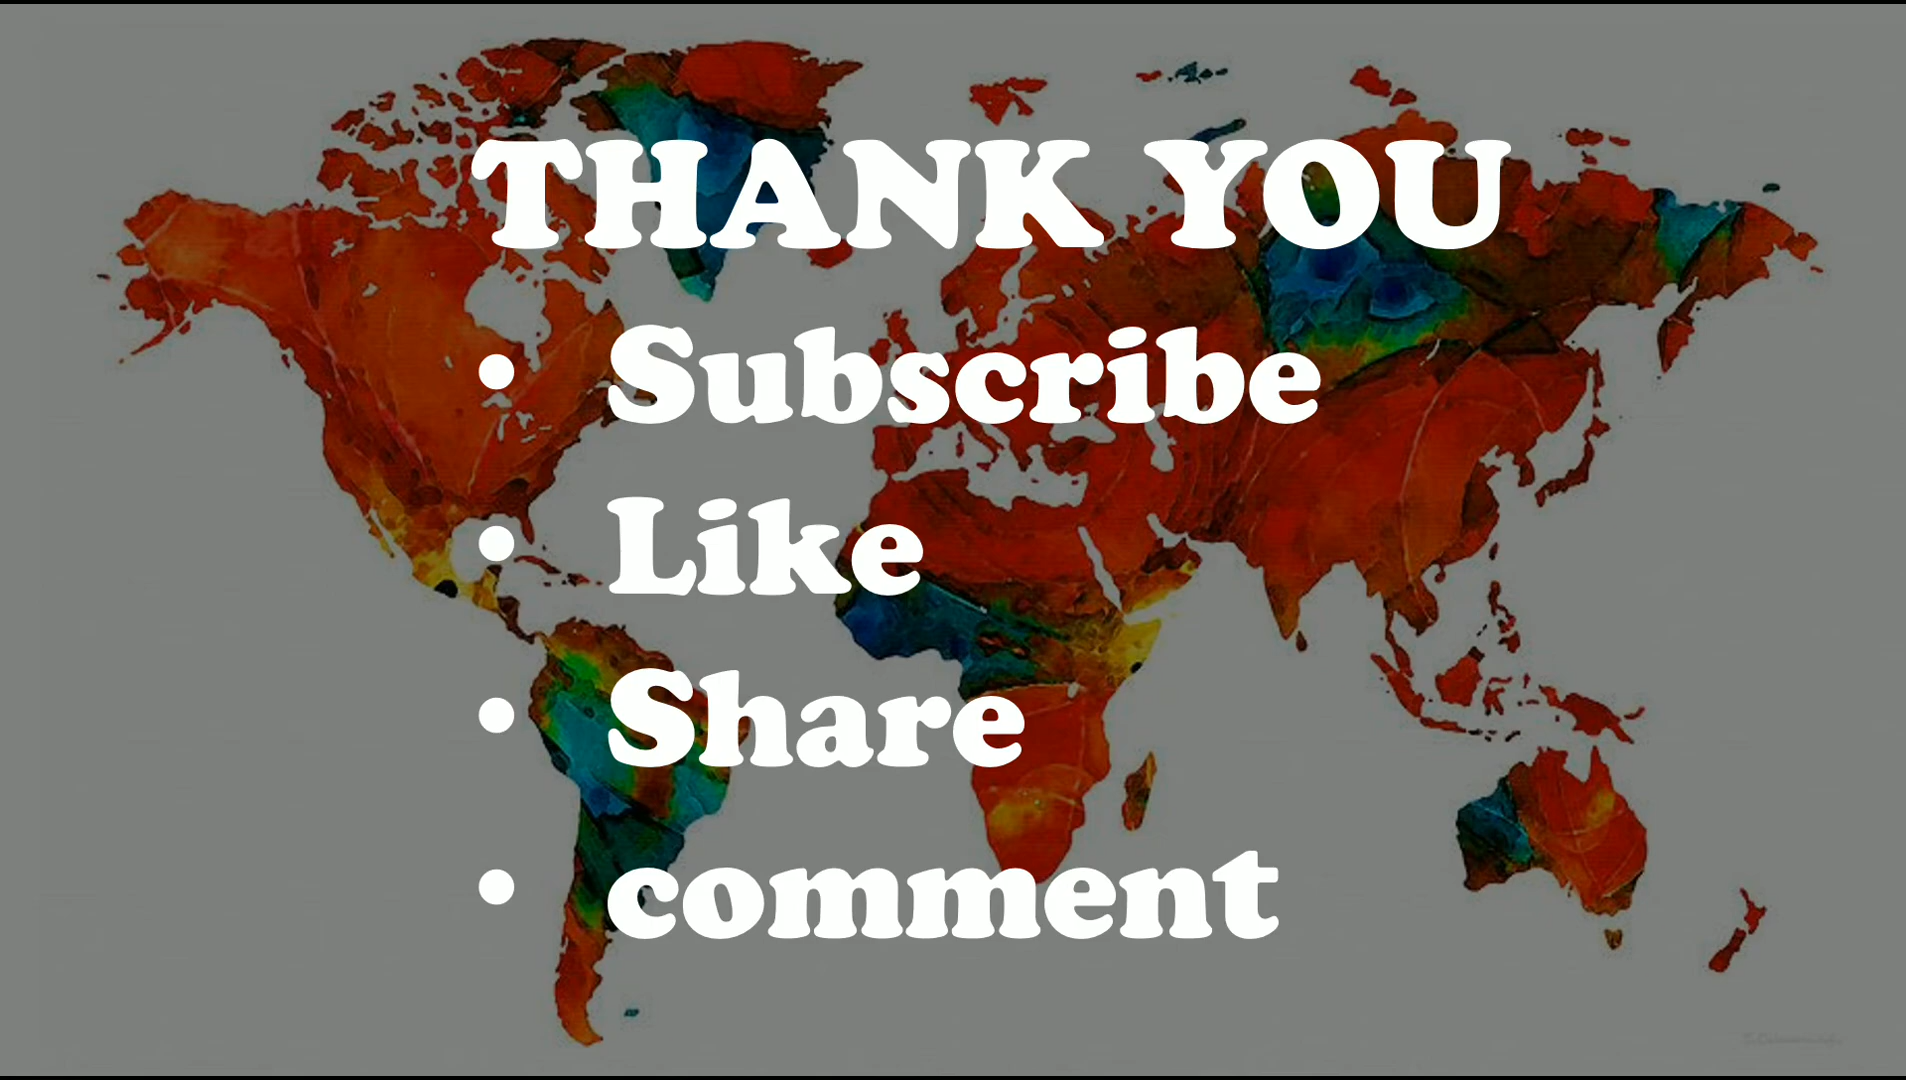 THANK YOU
• Subscribe
• Like
• Share
• comment